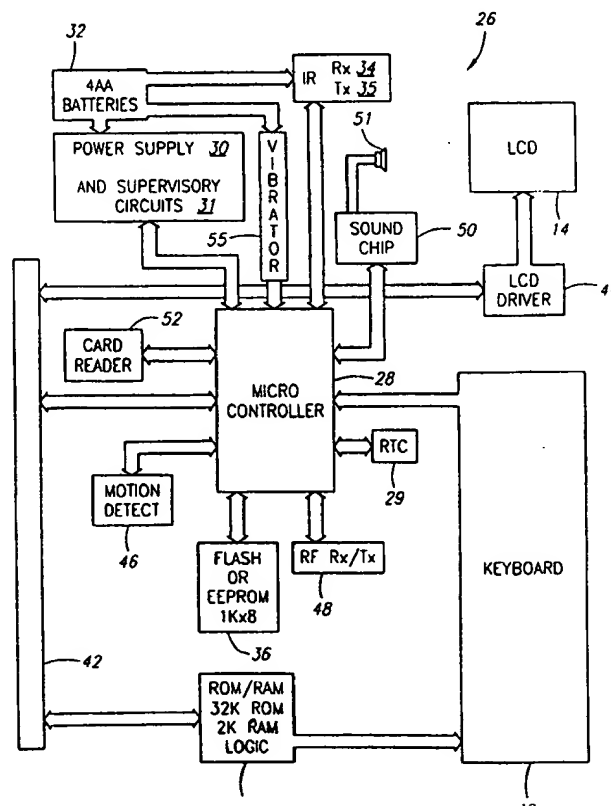 32
26
4AA
BATTERIES
IR Rx 34
Tx 35
51
POWER SUPPLY 30
AND SUPERVISORY
CIRCUITS 31
VIBRATOR
55
LCD
14
SOUND
CHIP
50
LCD
DRIVER
4
52
CARD
READER
MICRO
CONTROLLER
28
RTC
29
MOTION
DETECT
46
FLASH
OR
EEPROM
1Kx8
36
RF Rx/Tx
48
KEYBOARD
42
ROM/RAM
32K ROM
2K RAM
LOGIC